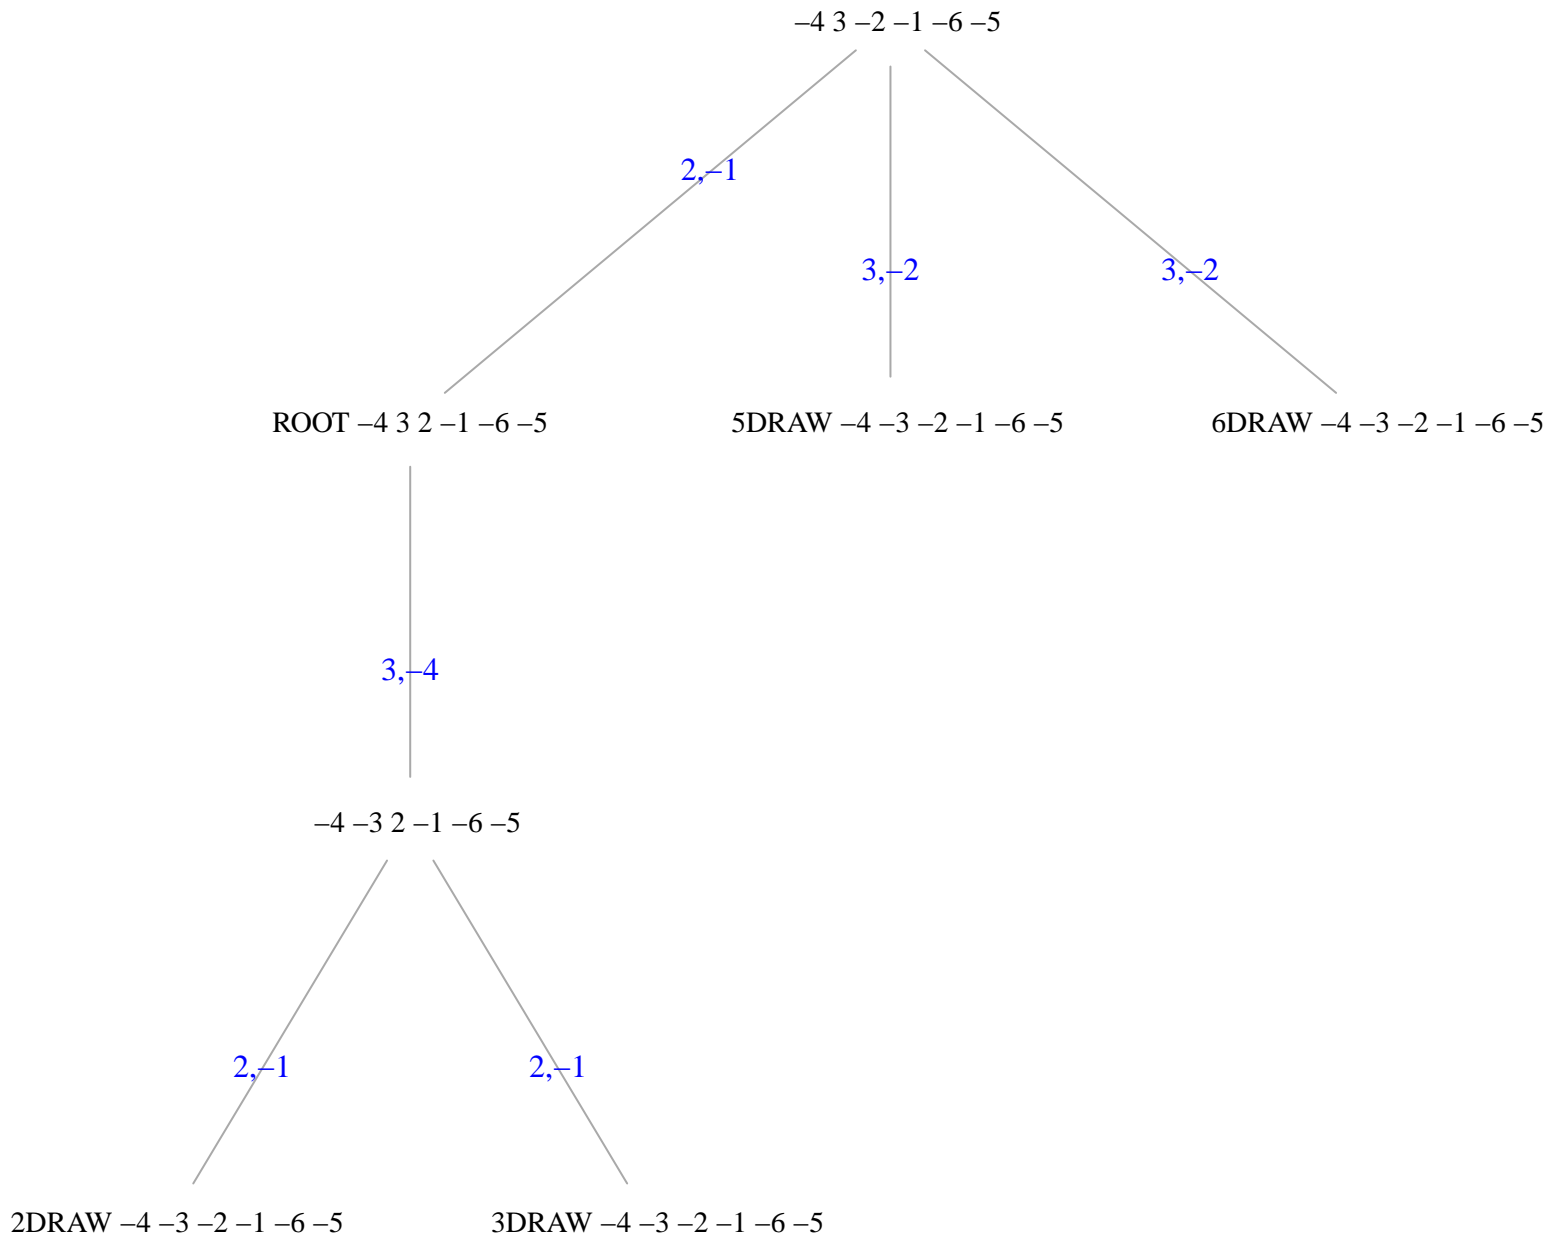 –4 3 –2 –1 –6 –5
2,–1
3,–2
3,–2
ROOT –4 3 2 –1 –6 –5
5DRAW –4 –3 –2 –1 –6 –5
6DRAW –4 –3 –2 –1 –6 –5
3,–4
–4 –3 2 –1 –6 –5
2,–1
2,–1
2DRAW –4 –3 –2 –1 –6 –5
3DRAW –4 –3 –2 –1 –6 –5